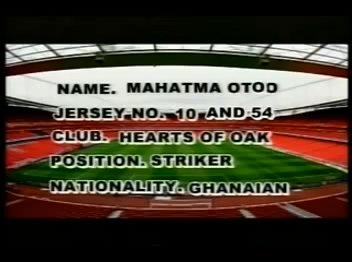 NAME. MAHATMA OTOO
JERSEY NO. 10 AND 54
CLUB. HEARTS OF OAK
POSITION. STRIKER
NATIONALITY. GHANAIAN